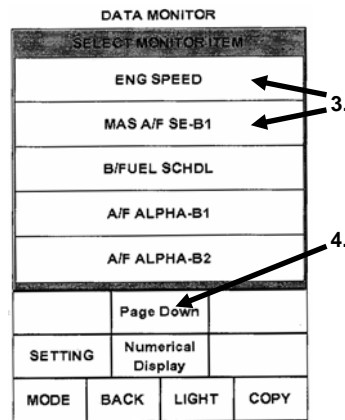 DATA MONITOR
SELECT MONITOR ITEM
ENG SPEED
3.
MAS A/F SE-B1
B/FUEL SCHDL
A/F ALPHA-B1
4.
A/F ALPHA-B2
Page Down
SETTING
Numerical
Display
MODE BACK LIGHT COPY